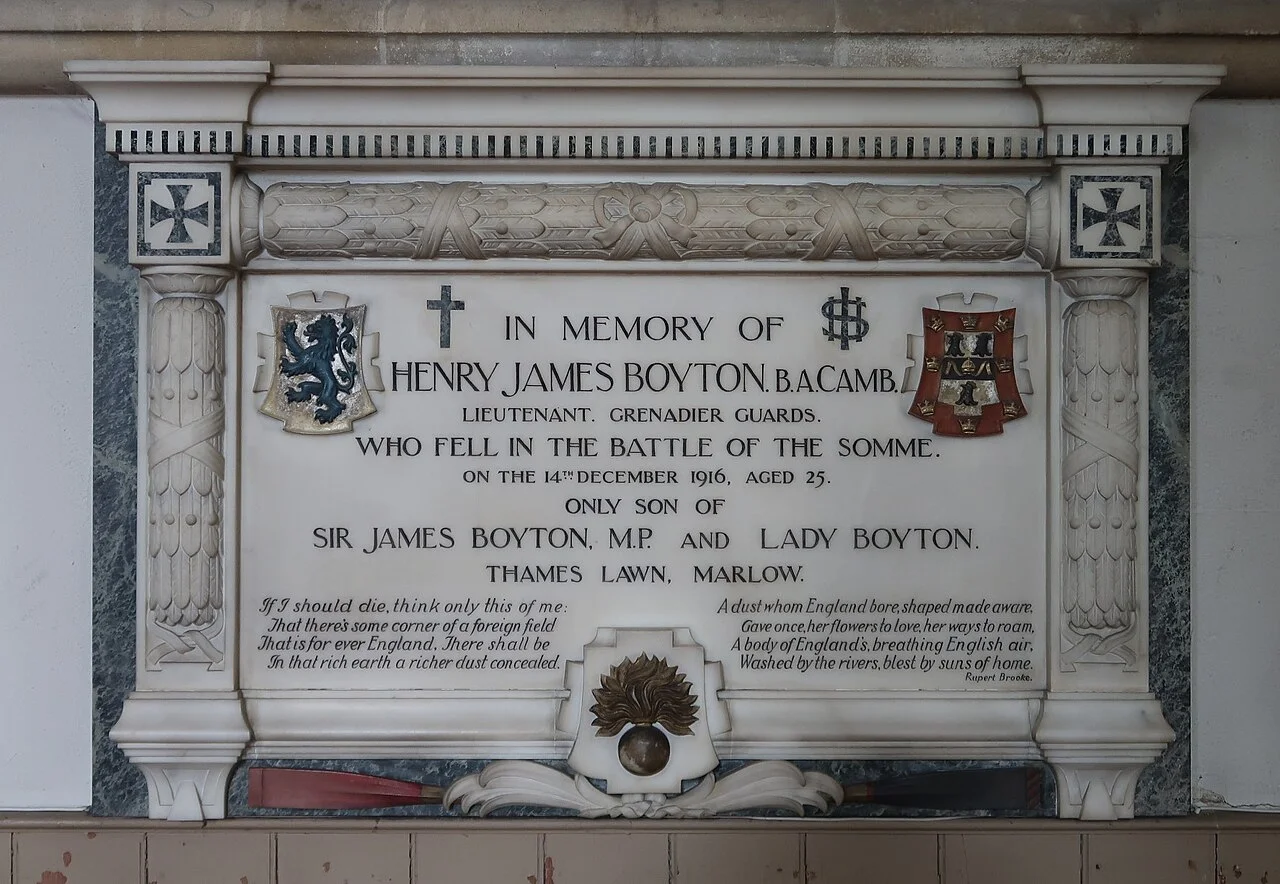 IN MEMORY OF
HENRY JAMES BOYTON. B.A. CAMB.
LIEUTENANT. GRENADIER GUARDS.
WHO FELL IN THE BATTLE OF THE SOMME.
ON THE 14TH DECEMBER 1916, AGED 25.
ONLY SON OF
SIR JAMES BOYTON, M.P. AND LADY BOYTON.
THAMES LAWN, MARLOW.
If I should die, think only this of me:
That there's some corner of a foreign field
That is for ever England, There shall be
In that rich earth a richer dust concealed.
A dust whom England bore, shaped made aware,
Gave once, her flowers to love, her ways to roam,
A body of England's, breathing English air,
Washed by the rivers, blest by suns of home.
Rupert Brooke.